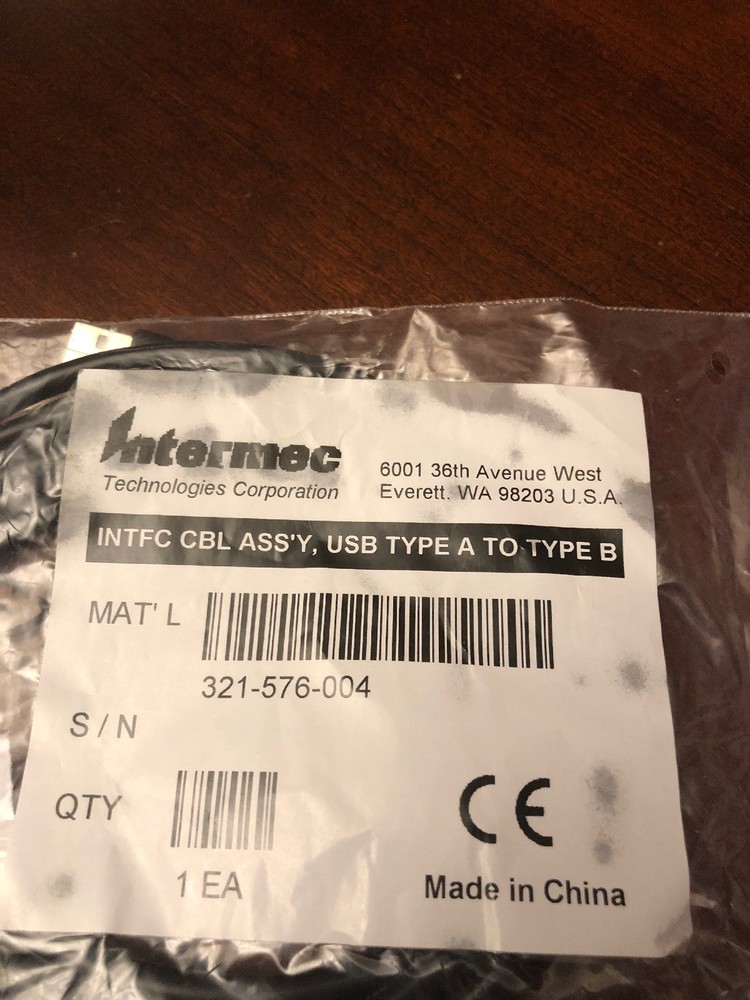 Intermec
Technologies Corporation
6001 36th Avenue West
Everett, WA 98203 U.S.A.
INTFC CBL ASS'Y, USB TYPE A TO TYPE B
MAT' L
321-576-004
S / N
QTY
1 EA
CE
Made in China